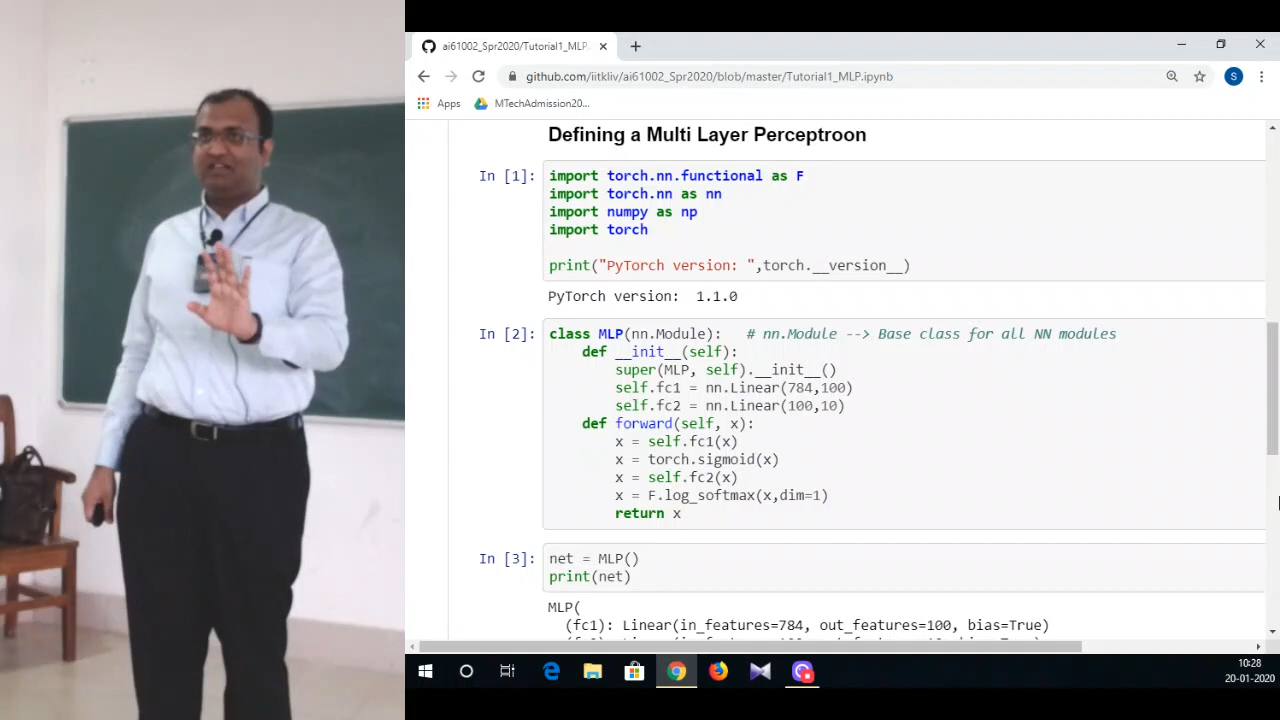 ai61002_Spr2020/Tutorial1_MLP.
github.com/iitkliv/ai61002_Spr2020/blob/master/Tutorial1_MLP.ipynb
S
Apps
MTechAdmission20...
Defining a Multi Layer Perceptroon
In [1]: import torch.nn.functional as F
import torch.nn as nn
import numpy as np
import torch
print("PyTorch version: ",torch.__version__)
PyTorch version:  1.1.0
In [2]: class MLP(nn.Module):   # nn.Module --> Base class for all NN modules
    def __init__(self):
        super(MLP, self).__init__()
        self.fc1 = nn.Linear(784,100)
        self.fc2 = nn.Linear(100,10)
    def forward(self, x):
        x = self.fc1(x)
        x = torch.sigmoid(x)
        x = self.fc2(x)
        x = F.log_softmax(x,dim=1)
        return x
In [3]: net = MLP()
print(net)
MLP(
  (fc1): Linear(in_features=784, out_features=100, bias=True)
10:28
20-01-2020